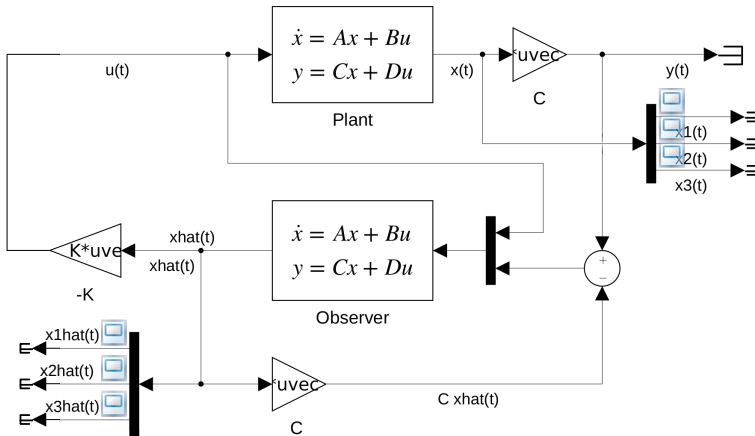 ẋ = Ax + Bu
y = Cx + Du
Plant
u(t)
x(t)
uvec
C
y(t)
x1(t)
x2(t)
x3(t)
xhat(t)
xhat(t)
K*uve
-K
ẋ = Ax + Bu
y = Cx + Du
Observer
+
−
x1hat(t)
x2hat(t)
x3hat(t)
uvec
C
C xhat(t)